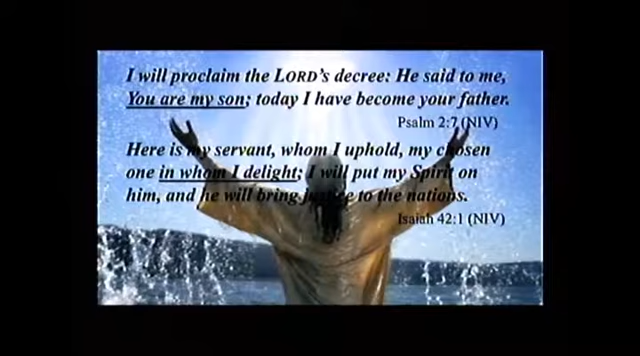 I will proclaim the LORD's decree: He said to me,
You are my son; today I have become your father.
Psalm 2:7 (NIV)
Here is my servant, whom I uphold, my chosen
one in whom I delight; I will put my Spirit on
him, and he will bring justice to the nations.
Isaiah 42:1 (NIV)